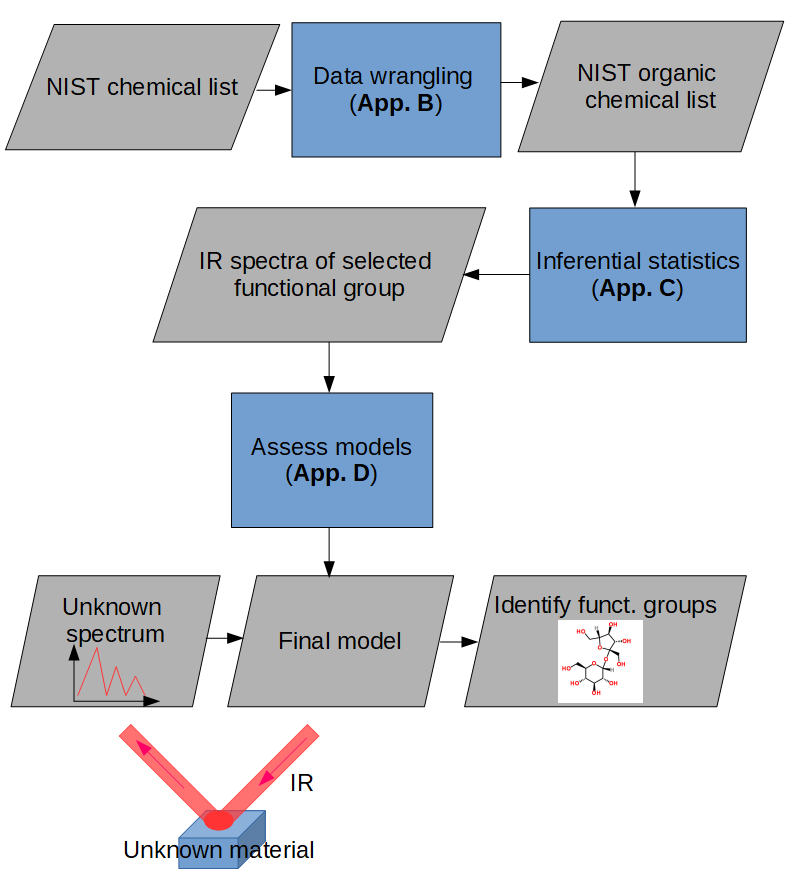 NIST chemical list
Data wrangling
(App. B)
NIST organic
chemical list
IR spectra of selected
functional group
Inferential statistics
(App. C)
Assess models
(App. D)
Unknown
spectrum
Final model
Identify funct. groups
OH
HO
H
OH
O
O
OH
HO
O
H
HO
OH
OH
IR
Unknown material